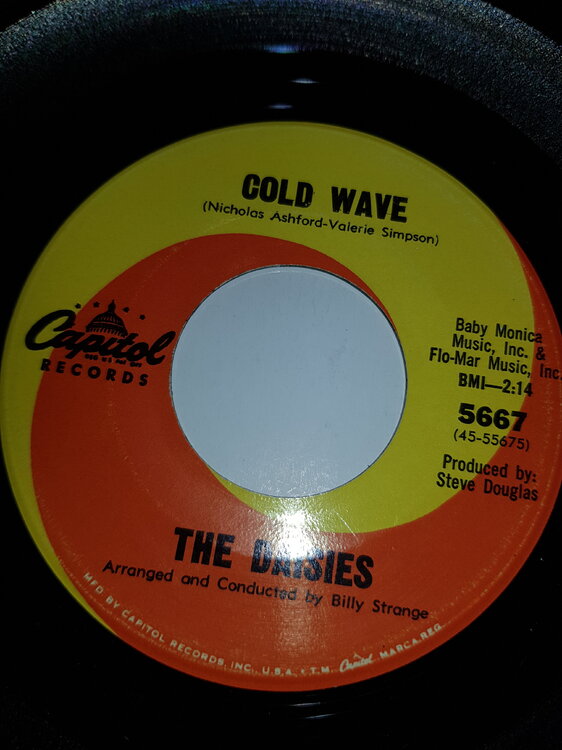 COLD WAVE
(Nicholas Ashford-Valerie Simpson)
Capitol
RECORDS
Baby Monica
Music, Inc. &
Flo-Mar Music, Inc.
BMI—2:14
5667
(45-55675)
Produced by:
Steve Douglas
THE DAISIES
Arranged and Conducted by Billy Strange
MFD BY CAPITOL RECORDS, INC., U.S.A. • T.M. Capitol MARCA REG.